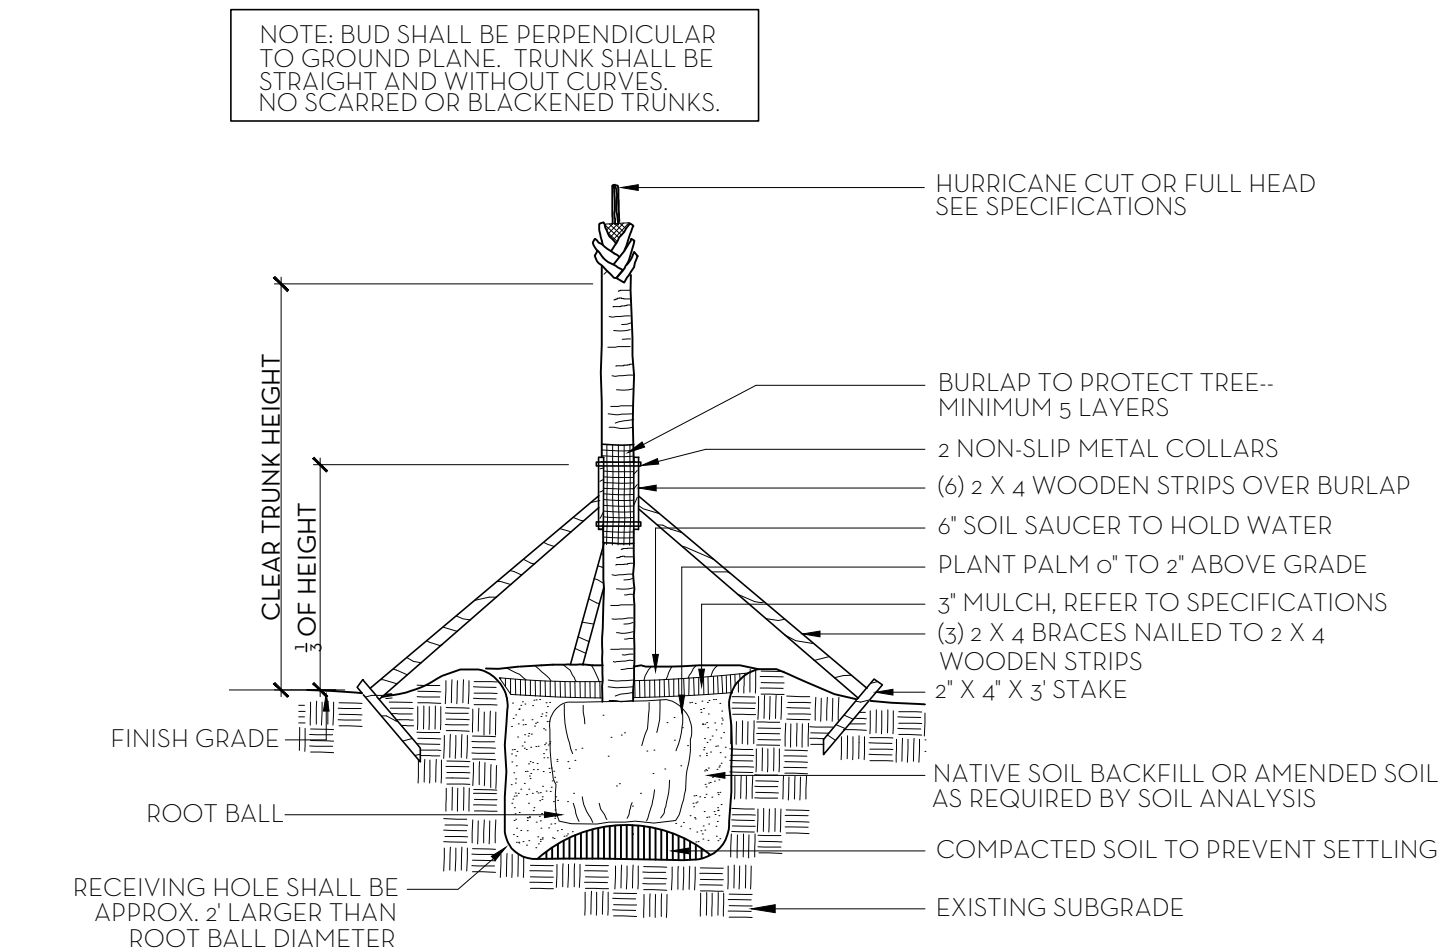 NOTE: BUD SHALL BE PERPENDICULAR
TO GROUND PLANE. TRUNK SHALL BE
STRAIGHT AND WITHOUT CURVES.
NO SCARRED OR BLACKENED TRUNKS.
HURRICANE CUT OR FULL HEAD
SEE SPECIFICATIONS
CLEAR TRUNK HEIGHT
1/3 OF HEIGHT
BURLAP TO PROTECT TREE--
MINIMUM 5 LAYERS
2 NON-SLIP METAL COLLARS
(6) 2 X 4 WOODEN STRIPS OVER BURLAP
6" SOIL SAUCER TO HOLD WATER
PLANT PALM 0" TO 2" ABOVE GRADE
3" MULCH, REFER TO SPECIFICATIONS
(3) 2 X 4 BRACES NAILED TO 2 X 4
WOODEN STRIPS
2" X 4" X 3' STAKE
FINISH GRADE
NATIVE SOIL BACKFILL OR AMENDED SOIL
AS REQUIRED BY SOIL ANALYSIS
ROOT BALL
COMPACTED SOIL TO PREVENT SETTLING
RECEIVING HOLE SHALL BE
APPROX. 2' LARGER THAN
ROOT BALL DIAMETER
EXISTING SUBGRADE